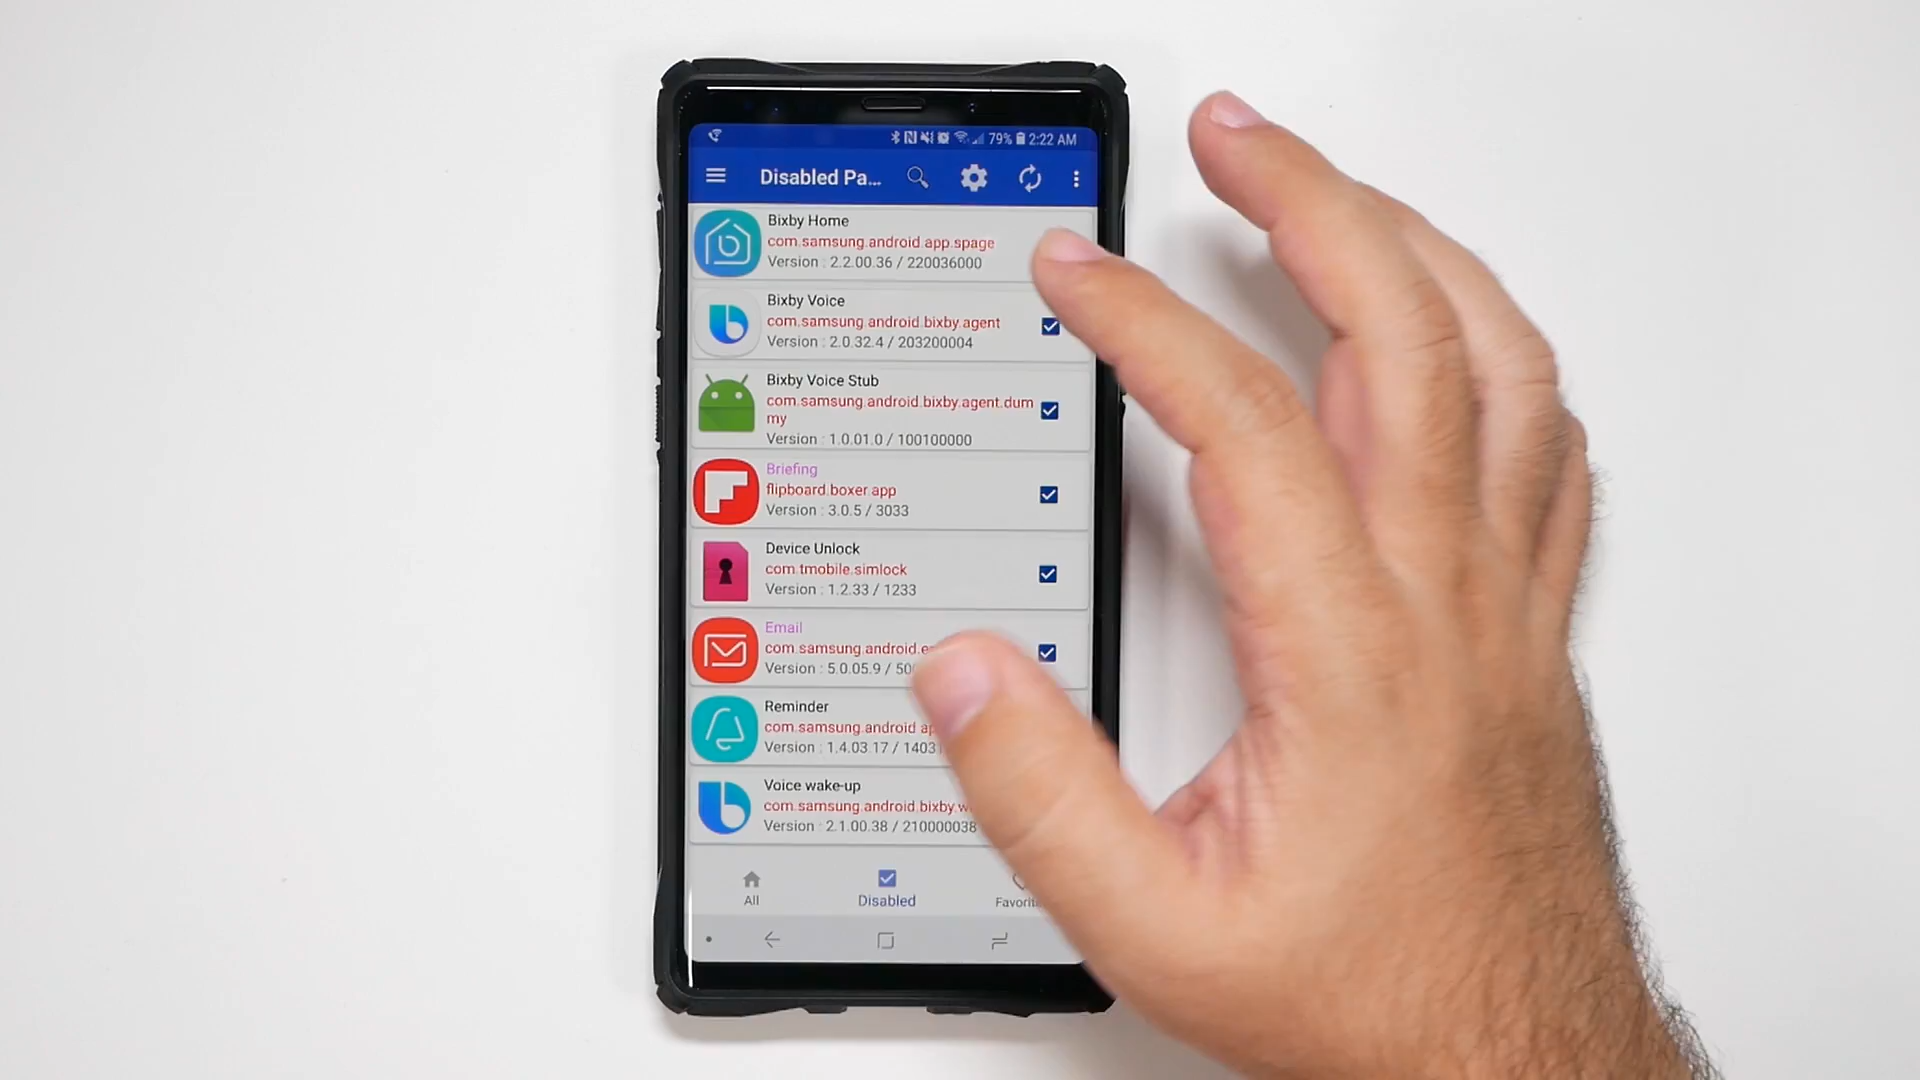 79% 2:22 AM
Disabled Pa...
Bixby Home
com.samsung.android.app.spage
Version : 2.2.00.36 / 220036000
Bixby Voice
com.samsung.android.bixby.agent
Version : 2.0.32.4 / 203200004
Bixby Voice Stub
com.samsung.android.bixby.agent.dum
my
Version : 1.0.01.0 / 100100000
Briefing
flipboard.boxer.app
Version : 3.0.5 / 3033
Device Unlock
com.tmobile.simlock
Version : 1.2.33 / 1233
Email
com.samsung.android.e
Version : 5.0.05.9 / 50
Reminder
com.samsung.android.ap
Version : 1.4.03.17 / 1403
Voice wake-up
com.samsung.android.bixby.w
Version : 2.1.00.38 / 210000038
All
Disabled
Favorit